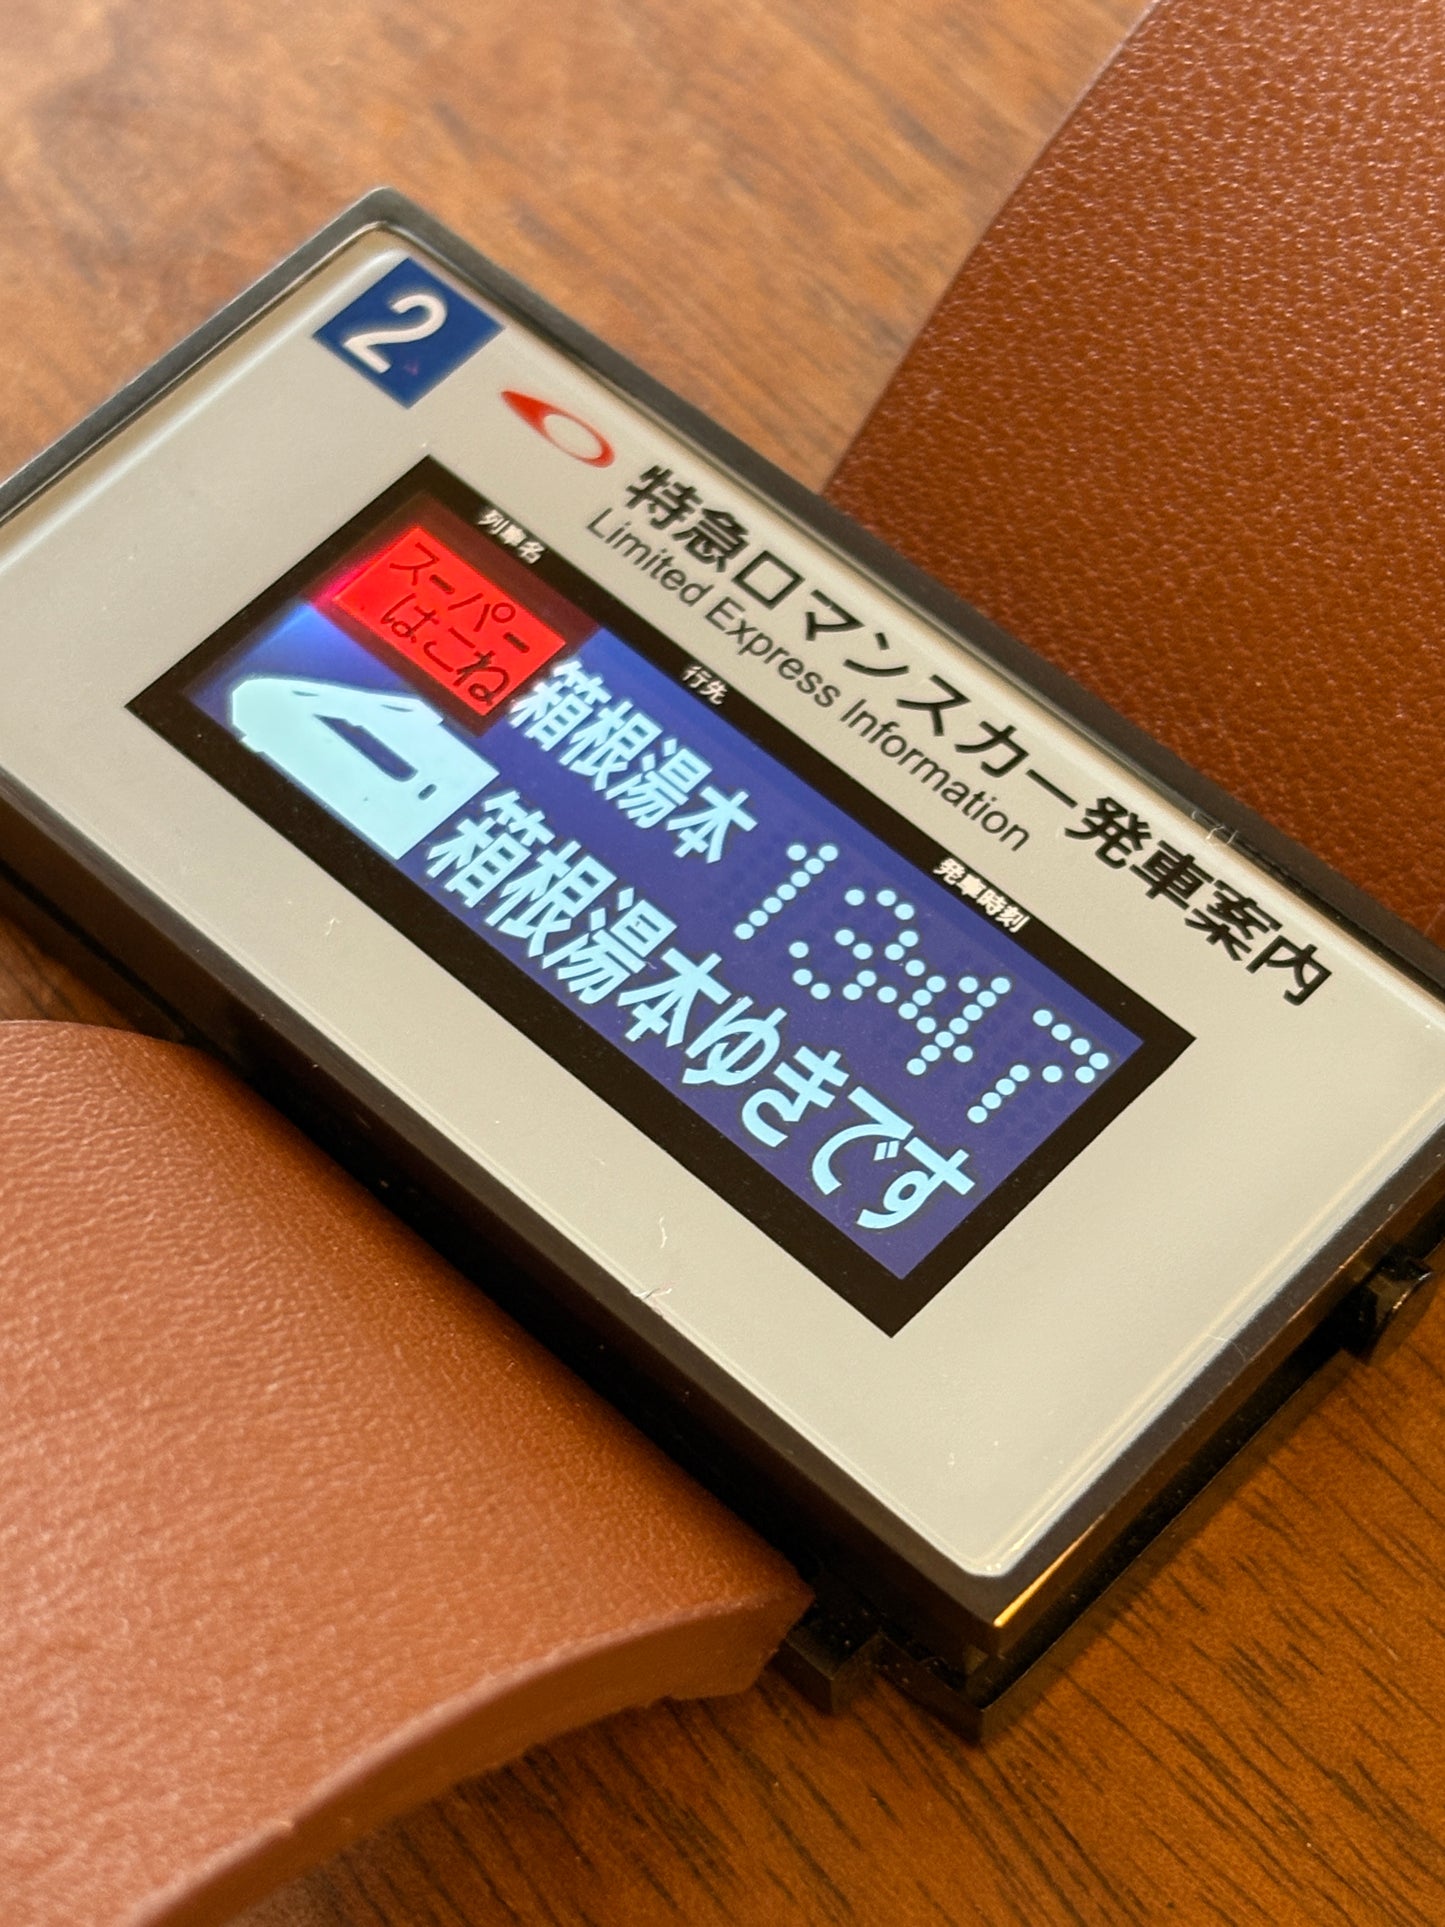 2
特急ロマンスカー発車案内
Limited Express Information
列車名
行先
発車時刻
スーパー
はこね
箱根湯本
1347
箱根湯本ゆきです